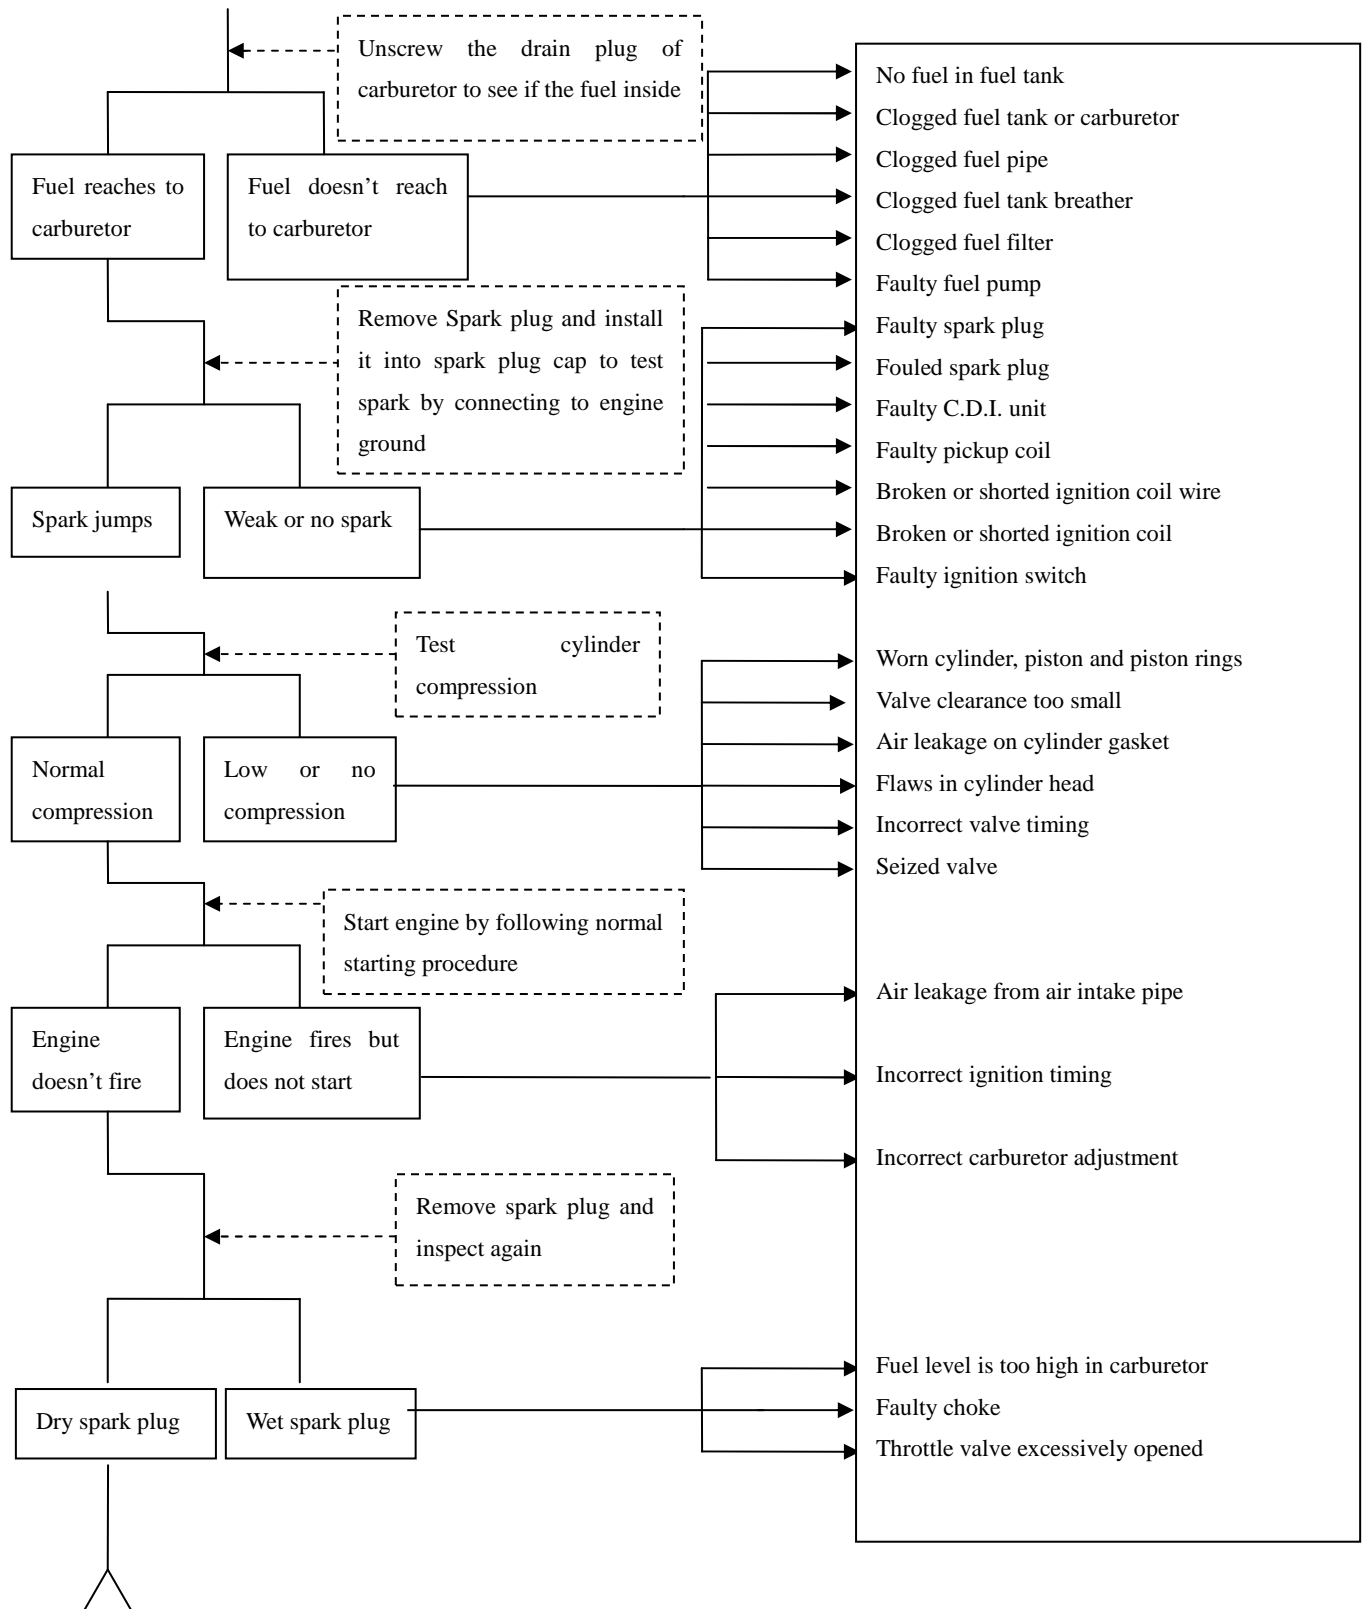 Unscrew the drain plug of
carburetor to see if the fuel inside
Fuel reaches to
carburetor
Fuel doesn’t reach
to carburetor
No fuel in fuel tank
Clogged fuel tank or carburetor
Clogged fuel pipe
Clogged fuel tank breather
Clogged fuel filter
Faulty fuel pump
Remove Spark plug and install
it into spark plug cap to test
spark by connecting to engine
ground
Spark jumps
Weak or no spark
Faulty spark plug
Fouled spark plug
Faulty C.D.I. unit
Faulty pickup coil
Broken or shorted ignition coil wire
Broken or shorted ignition coil
Faulty ignition switch
Test cylinder
compression
Normal
compression
Low or no
compression
Worn cylinder, piston and piston rings
Valve clearance too small
Air leakage on cylinder gasket
Flaws in cylinder head
Incorrect valve timing
Seized valve
Start engine by following normal
starting procedure
Engine
doesn’t fire
Engine fires but
does not start
Air leakage from air intake pipe
Incorrect ignition timing
Incorrect carburetor adjustment
Remove spark plug and
inspect again
Dry spark plug
Wet spark plug
Fuel level is too high in carburetor
Faulty choke
Throttle valve excessively opened